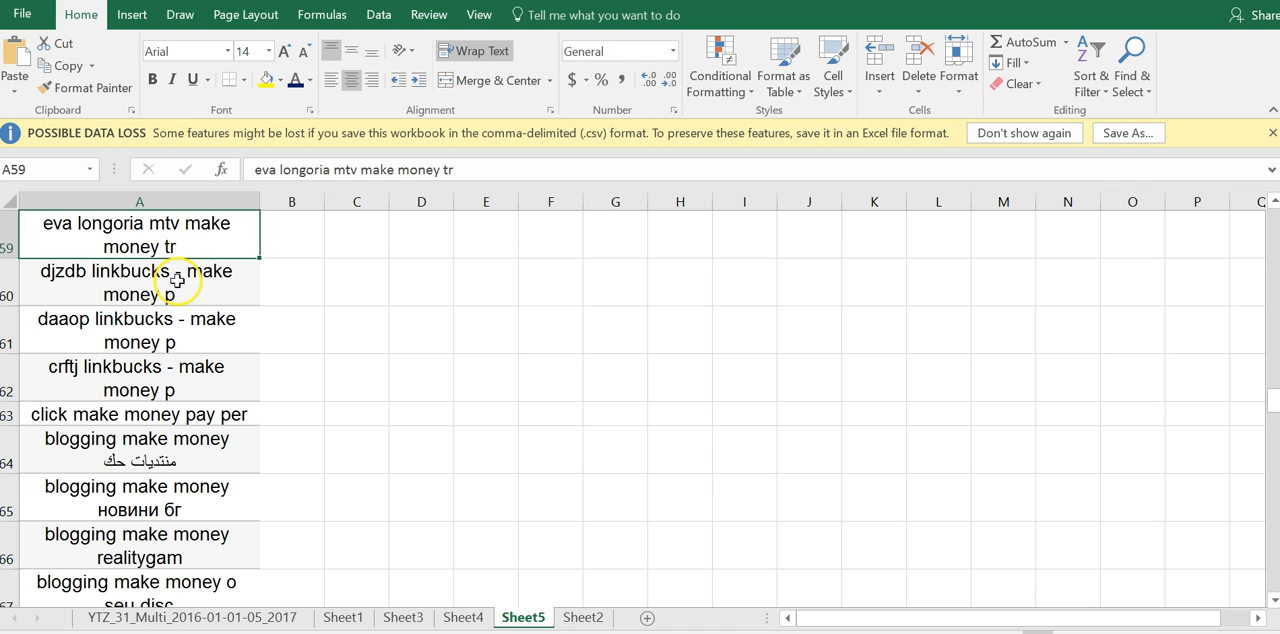 File Home Insert Draw Page Layout Formulas Data Review View Tell me what you want to do Share
Paste Cut Copy Format Painter Clipboard
Arial 14 A A B I U A Font
Wrap Text Merge & Center Alignment
General $ % , .0 .00 Number
Conditional Formatting Format as Table Cell Styles Styles
Insert Delete Format Cells
AutoSum Fill Clear Sort & Filter Find & Select Editing
POSSIBLE DATA LOSS Some features might be lost if you save this workbook in the comma-delimited (.csv) format. To preserve these features, save it in an Excel file format. Don't show again Save As...
A59 fx eva longoria mtv make money tr
A B C D E F G H I J K L M N O P Q
eva longoria mtv make
59 money tr
djzdb linkbucks - make
60 money p
daaop linkbucks - make
61 money p
crftj linkbucks - make
62 money p
63 click make money pay per
blogging make money
64 منتديات حك
blogging make money
65 новини бг
blogging make money
66 realitygam
blogging make money o
67 seu disc
YTZ_31_Multi_2016-01-01-05_2017 Sheet1 Sheet3 Sheet4 Sheet5 Sheet2